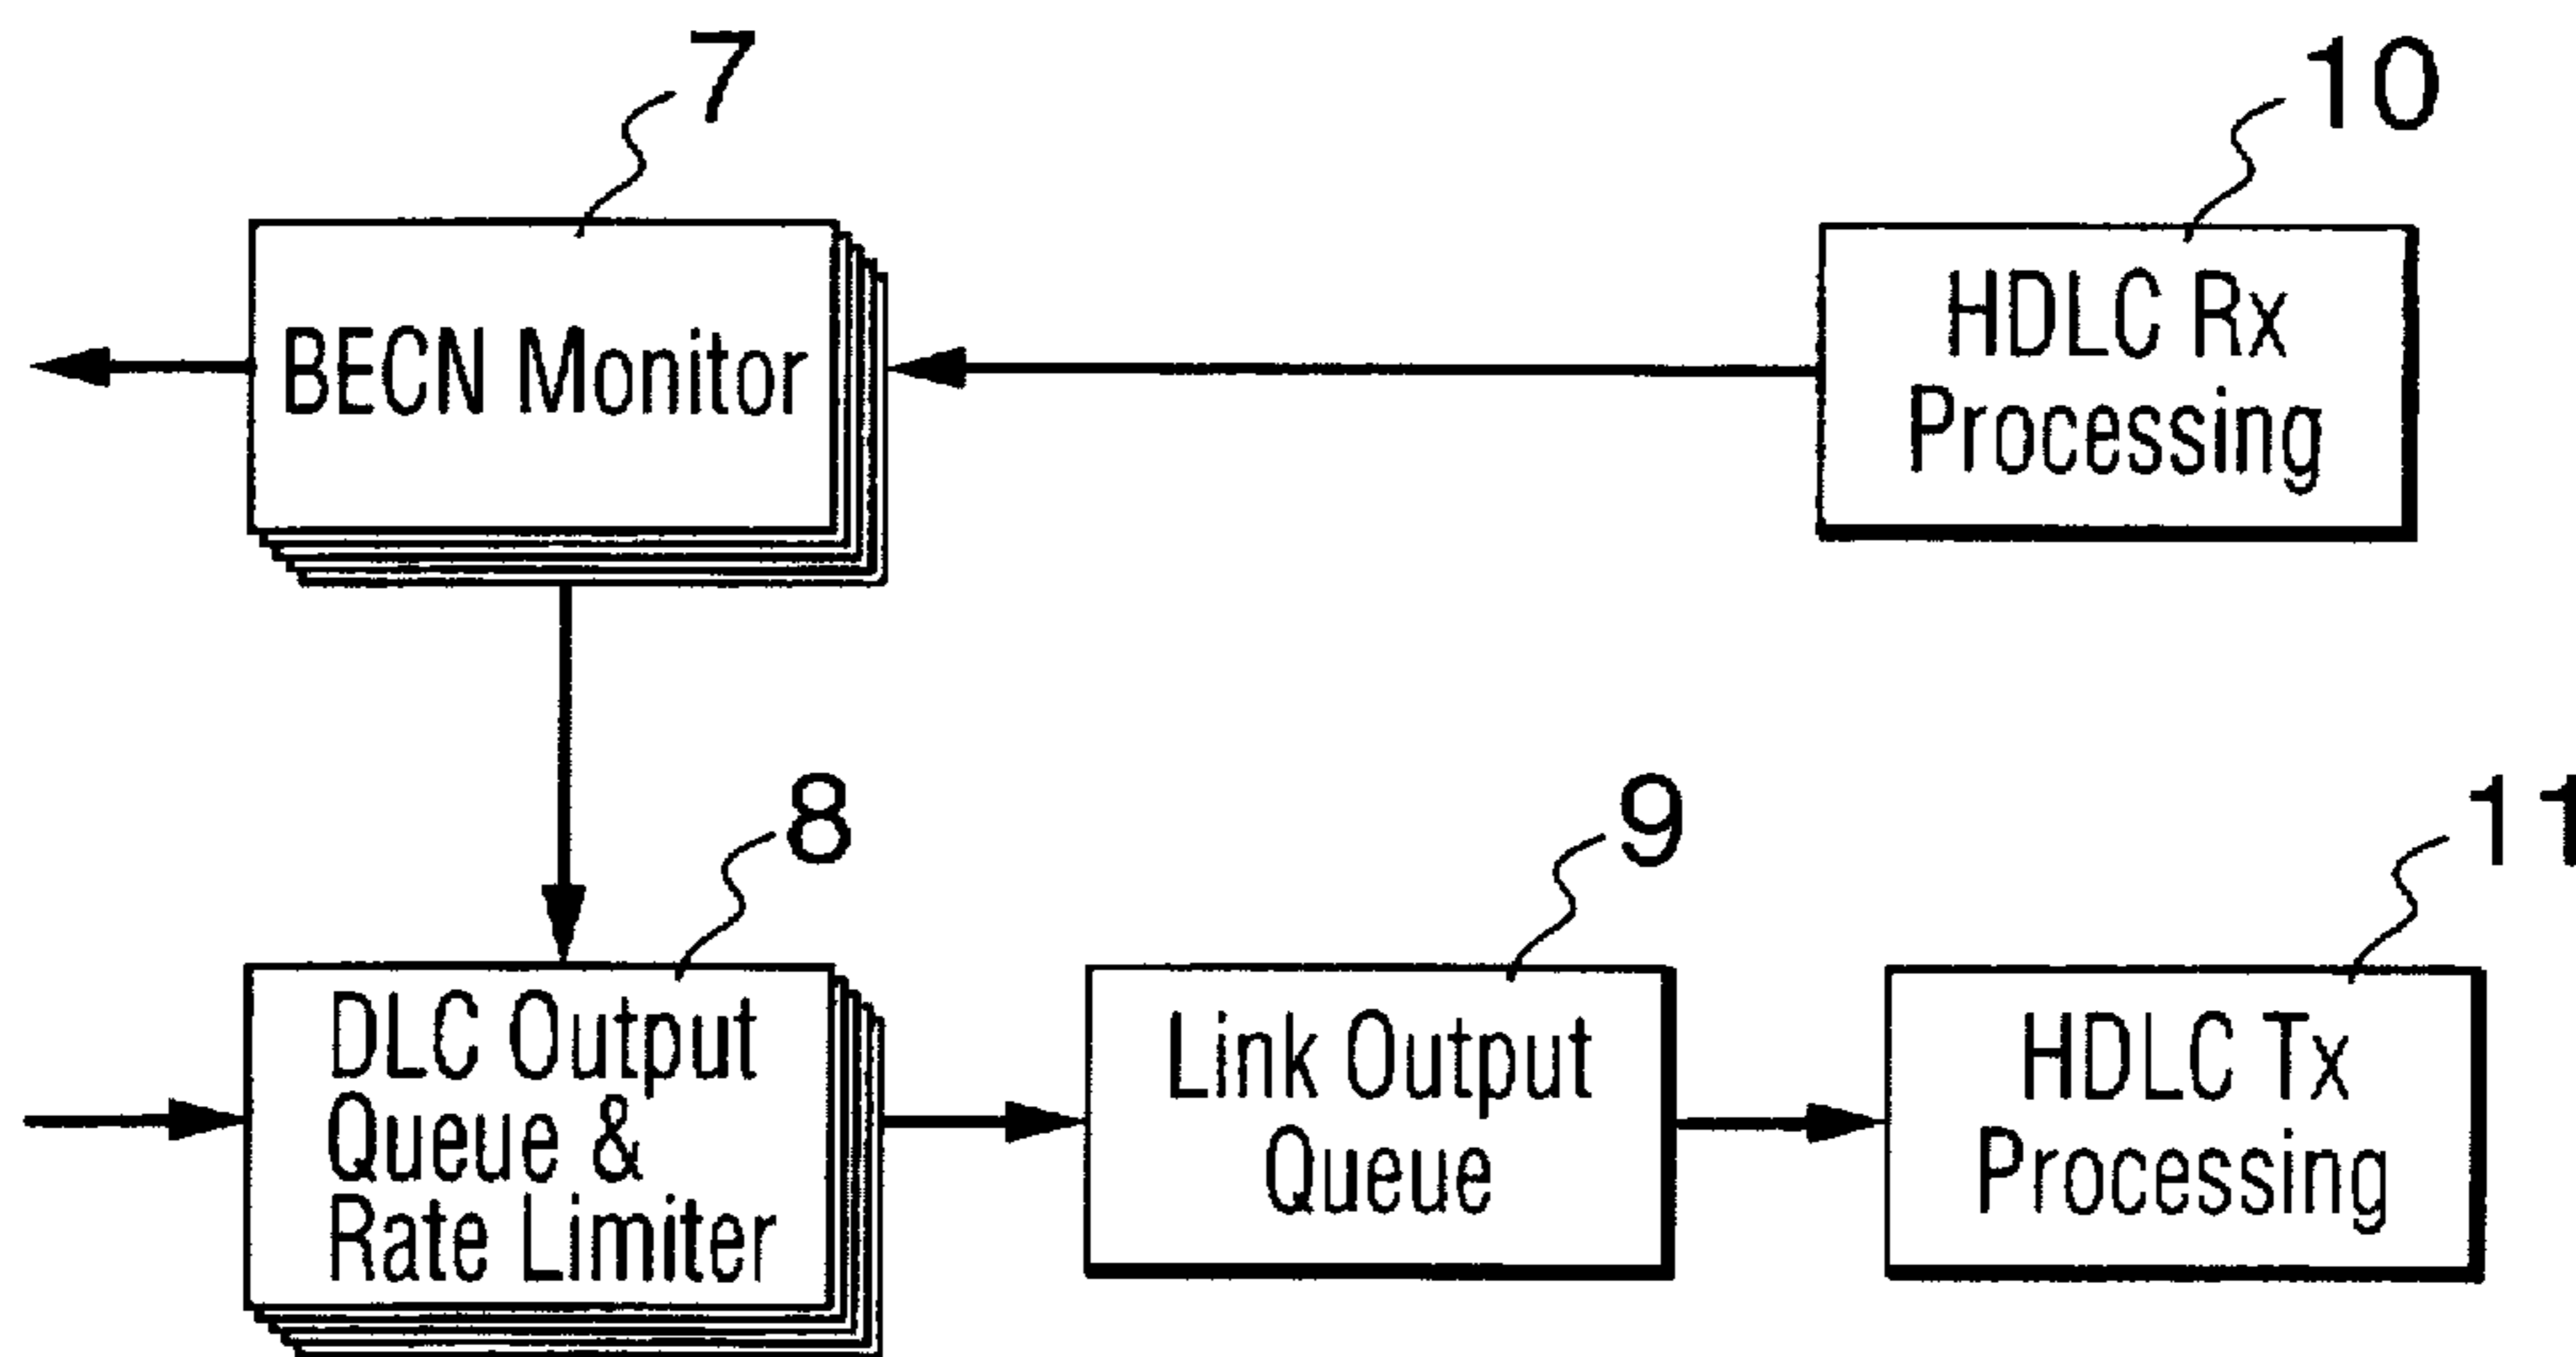 7
10
BECN Monitor
HDLC Rx
Processing
8
9
11
DLC Output
Queue &
Rate Limiter
Link Output
Queue
HDLC Tx
Processing